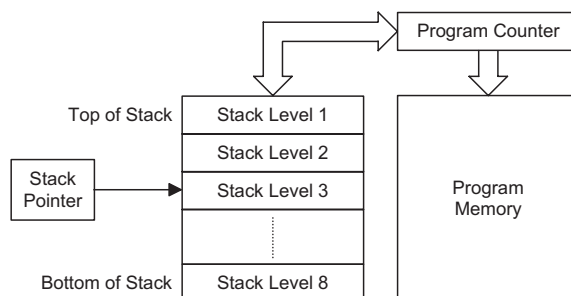 Program Counter
Top of Stack
Stack Level 1
Stack Level 2
Stack
Pointer
Stack Level 3
Program
Memory
Bottom of Stack
Stack Level 8